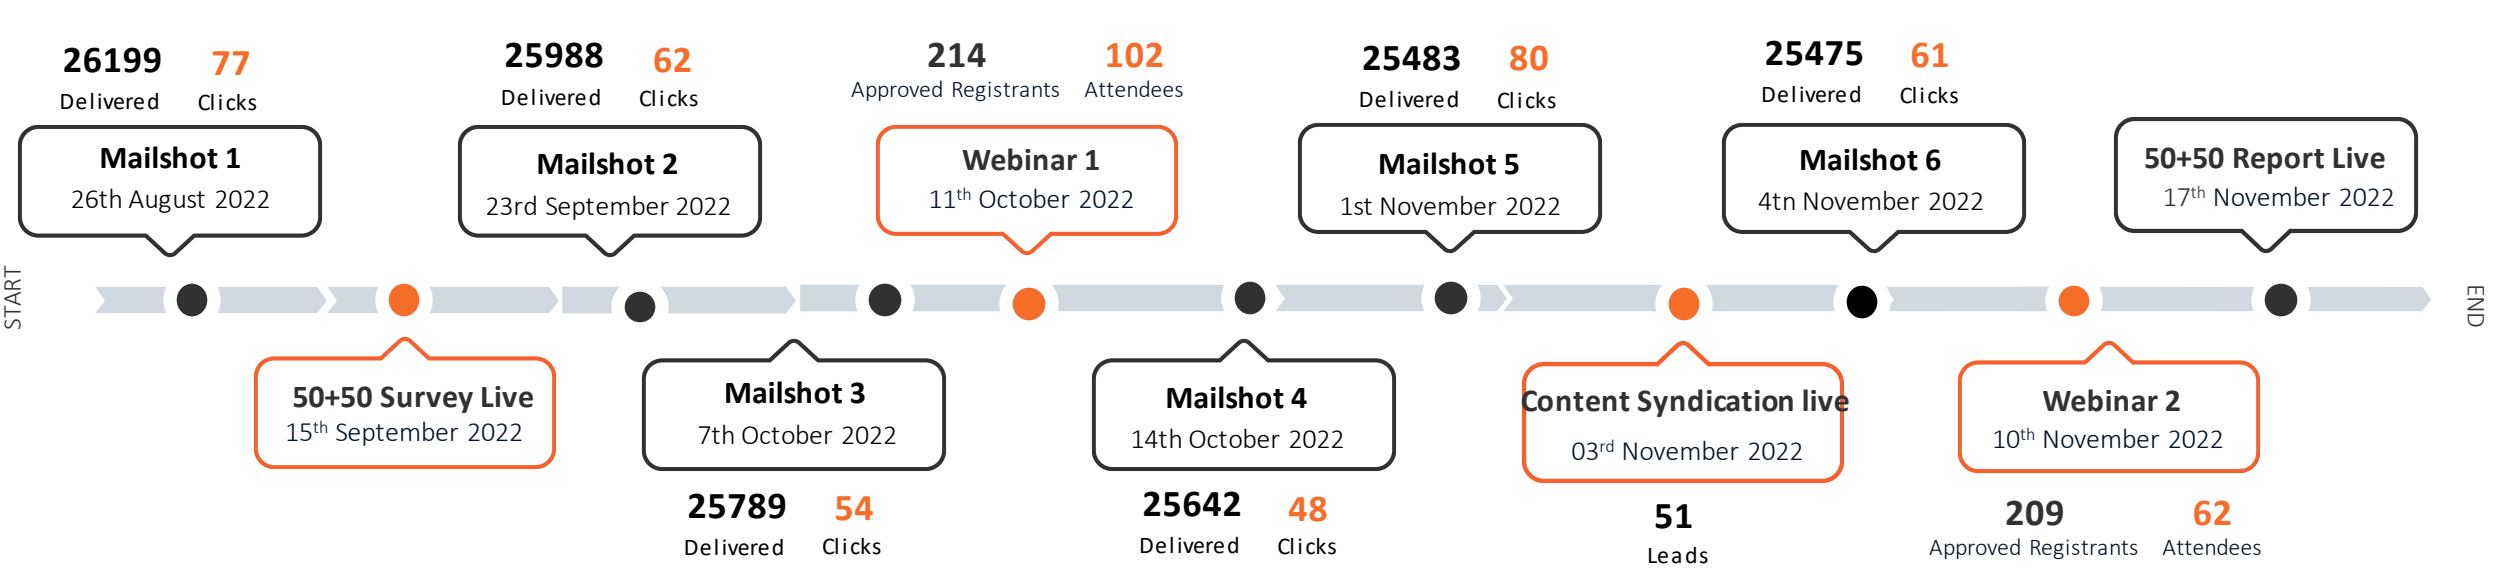 START
26199 77
Delivered Clicks
Mailshot 1
26th August 2022
50+50 Survey Live
15th September 2022
25988 62
Delivered Clicks
Mailshot 2
23rd September 2022
Mailshot 3
7th October 2022
25789 54
Delivered Clicks
214 102
Approved Registrants Attendees
Webinar 1
11th October 2022
Mailshot 4
14th October 2022
25642 48
Delivered Clicks
25483 80
Delivered Clicks
Mailshot 5
1st November 2022
Content Syndication live
03rd November 2022
51
Leads
25475 61
Delivered Clicks
Mailshot 6
4tn November 2022
Webinar 2
10th November 2022
209 62
Approved Registrants Attendees
50+50 Report Live
17th November 2022
END